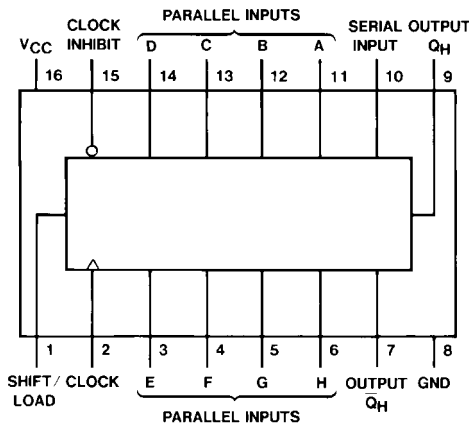 PARALLEL INPUTS
CLOCK INHIBIT
SERIAL INPUT
OUTPUT QH
VCC
D C B A
16 15 14 13 12 11 10 9
1 2 3 4 5 6 7 8
SHIFT/LOAD
CLOCK
E F G H
OUTPUT Q̅H
GND
PARALLEL INPUTS